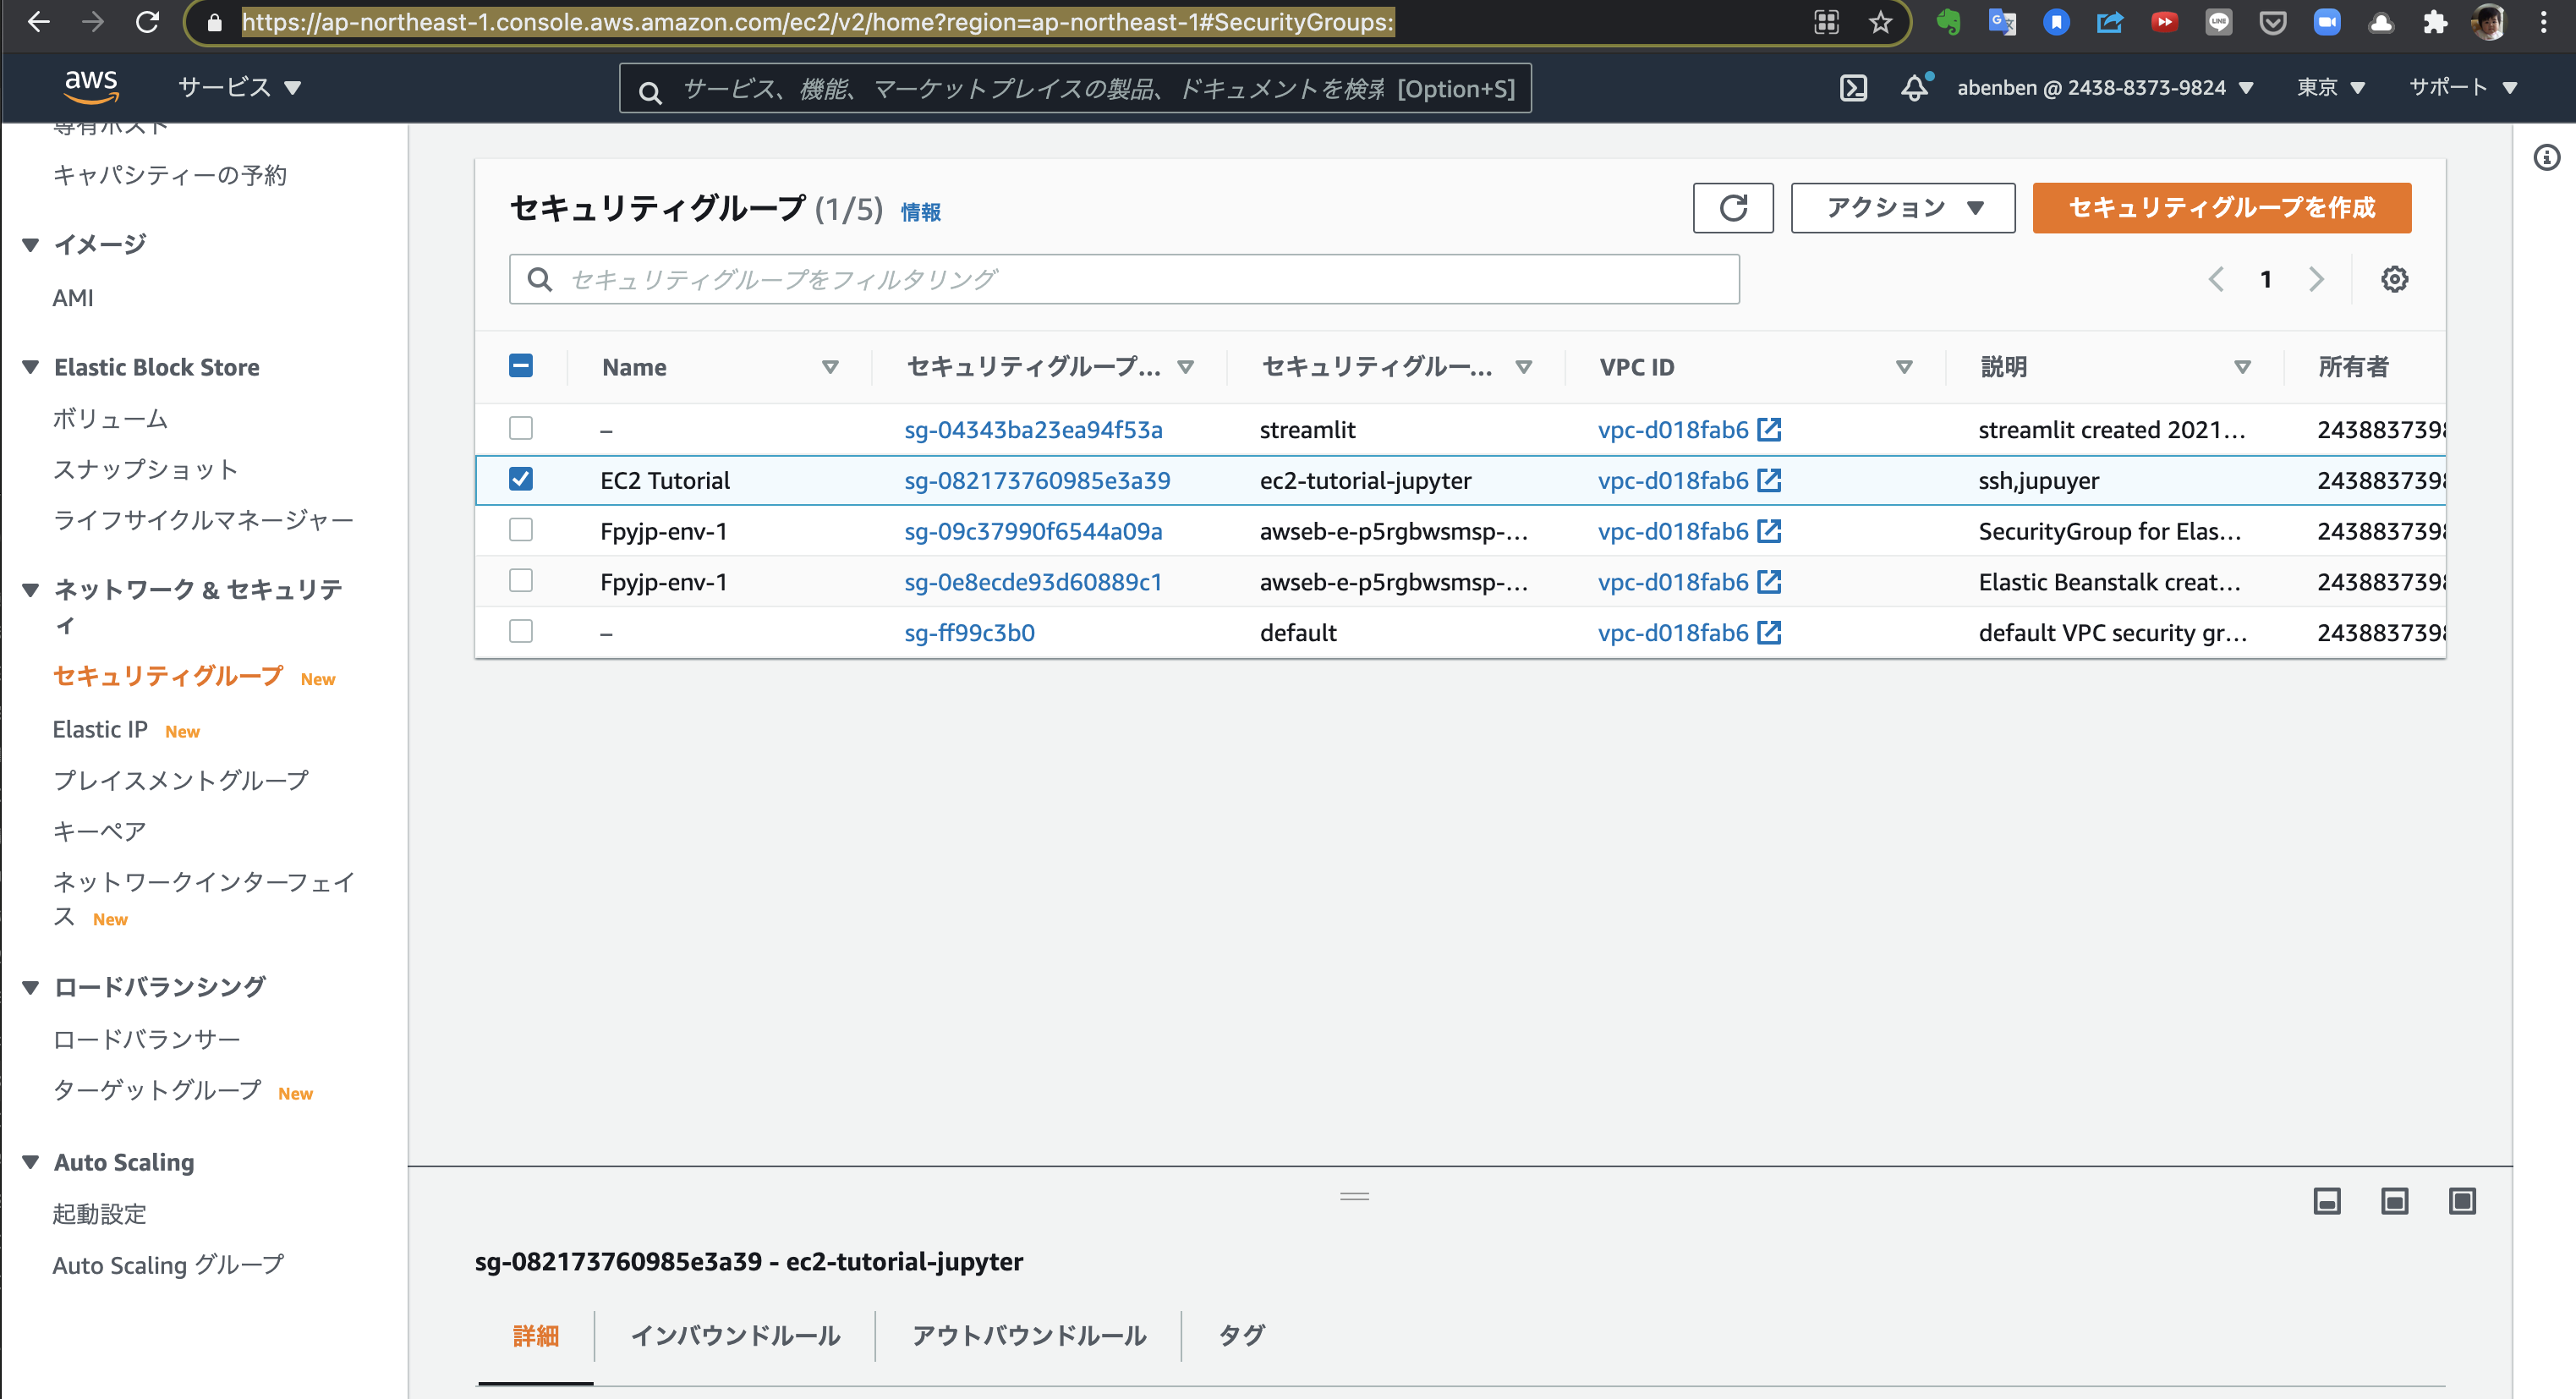 https://ap-northeast-1.console.aws.amazon.com/ec2/v2/home?region=ap-northeast-1#SecurityGroups:
aws
サービス ▼
サービス、機能、マーケットプレイスの製品、ドキュメントを検索 [Option+S]
abenben @ 2438-8373-9824 ▼
東京 ▼
サポート ▼
専有ホスト
キャパシティーの予約
▼ イメージ
AMI
▼ Elastic Block Store
ボリューム
スナップショット
ライフサイクルマネージャー
▼ ネットワーク & セキュリテ
ィ
セキュリティグループ New
Elastic IP New
プレイスメントグループ
キーペア
ネットワークインターフェイ
ス New
▼ ロードバランシング
ロードバランサー
ターゲットグループ New
▼ Auto Scaling
起動設定
Auto Scaling グループ
セキュリティグループ (1/5) 情報
アクション ▼
セキュリティグループを作成
セキュリティグループをフィルタリング
1
Name セキュリティグループ... セキュリティグルー... VPC ID 説明 所有者
– sg-04343ba23ea94f53a streamlit vpc-d018fab6 streamlit created 2021... 243883739
EC2 Tutorial sg-082173760985e3a39 ec2-tutorial-jupyter vpc-d018fab6 ssh,jupuyer 243883739
Fpyjp-env-1 sg-09c37990f6544a09a awseb-e-p5rgbwsmsp-... vpc-d018fab6 SecurityGroup for Elas... 243883739
Fpyjp-env-1 sg-0e8ecde93d60889c1 awseb-e-p5rgbwsmsp-... vpc-d018fab6 Elastic Beanstalk creat... 243883739
– sg-ff99c3b0 default vpc-d018fab6 default VPC security gr... 243883739
sg-082173760985e3a39 - ec2-tutorial-jupyter
詳細
インバウンドルール
アウトバウンドルール
タグ